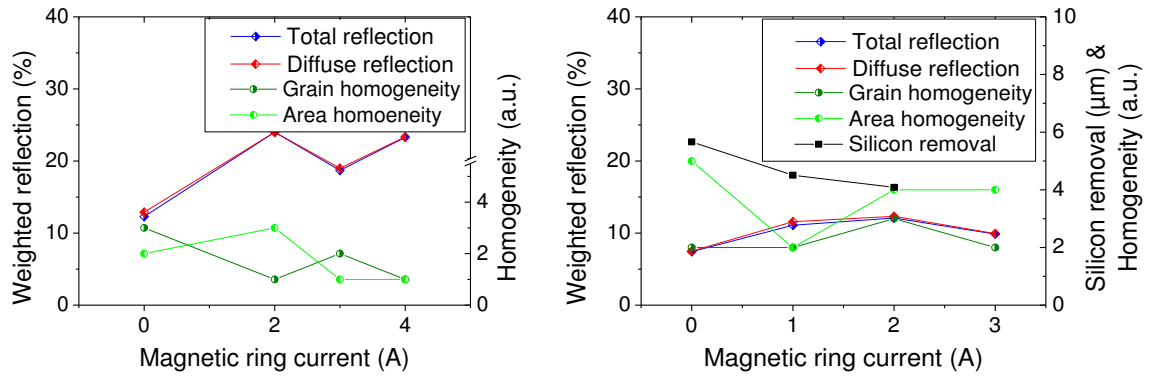 40
30
20
10
0
Weighted reflection (%)
Total reflection
Diffuse reflection
Grain homogeneity
Area homoeneity
4
2
0
Homogeneity (a.u.)
0 2 4
Magnetic ring current (A)
40
30
20
10
0
Weighted reflection (%)
Total reflection
Diffuse reflection
Grain homogeneity
Area homogeneity
Silicon removal
10
8
6
4
2
0
Silicon removal (µm) &
Homogeneity (a.u.)
0 1 2 3
Magnetic ring current (A)